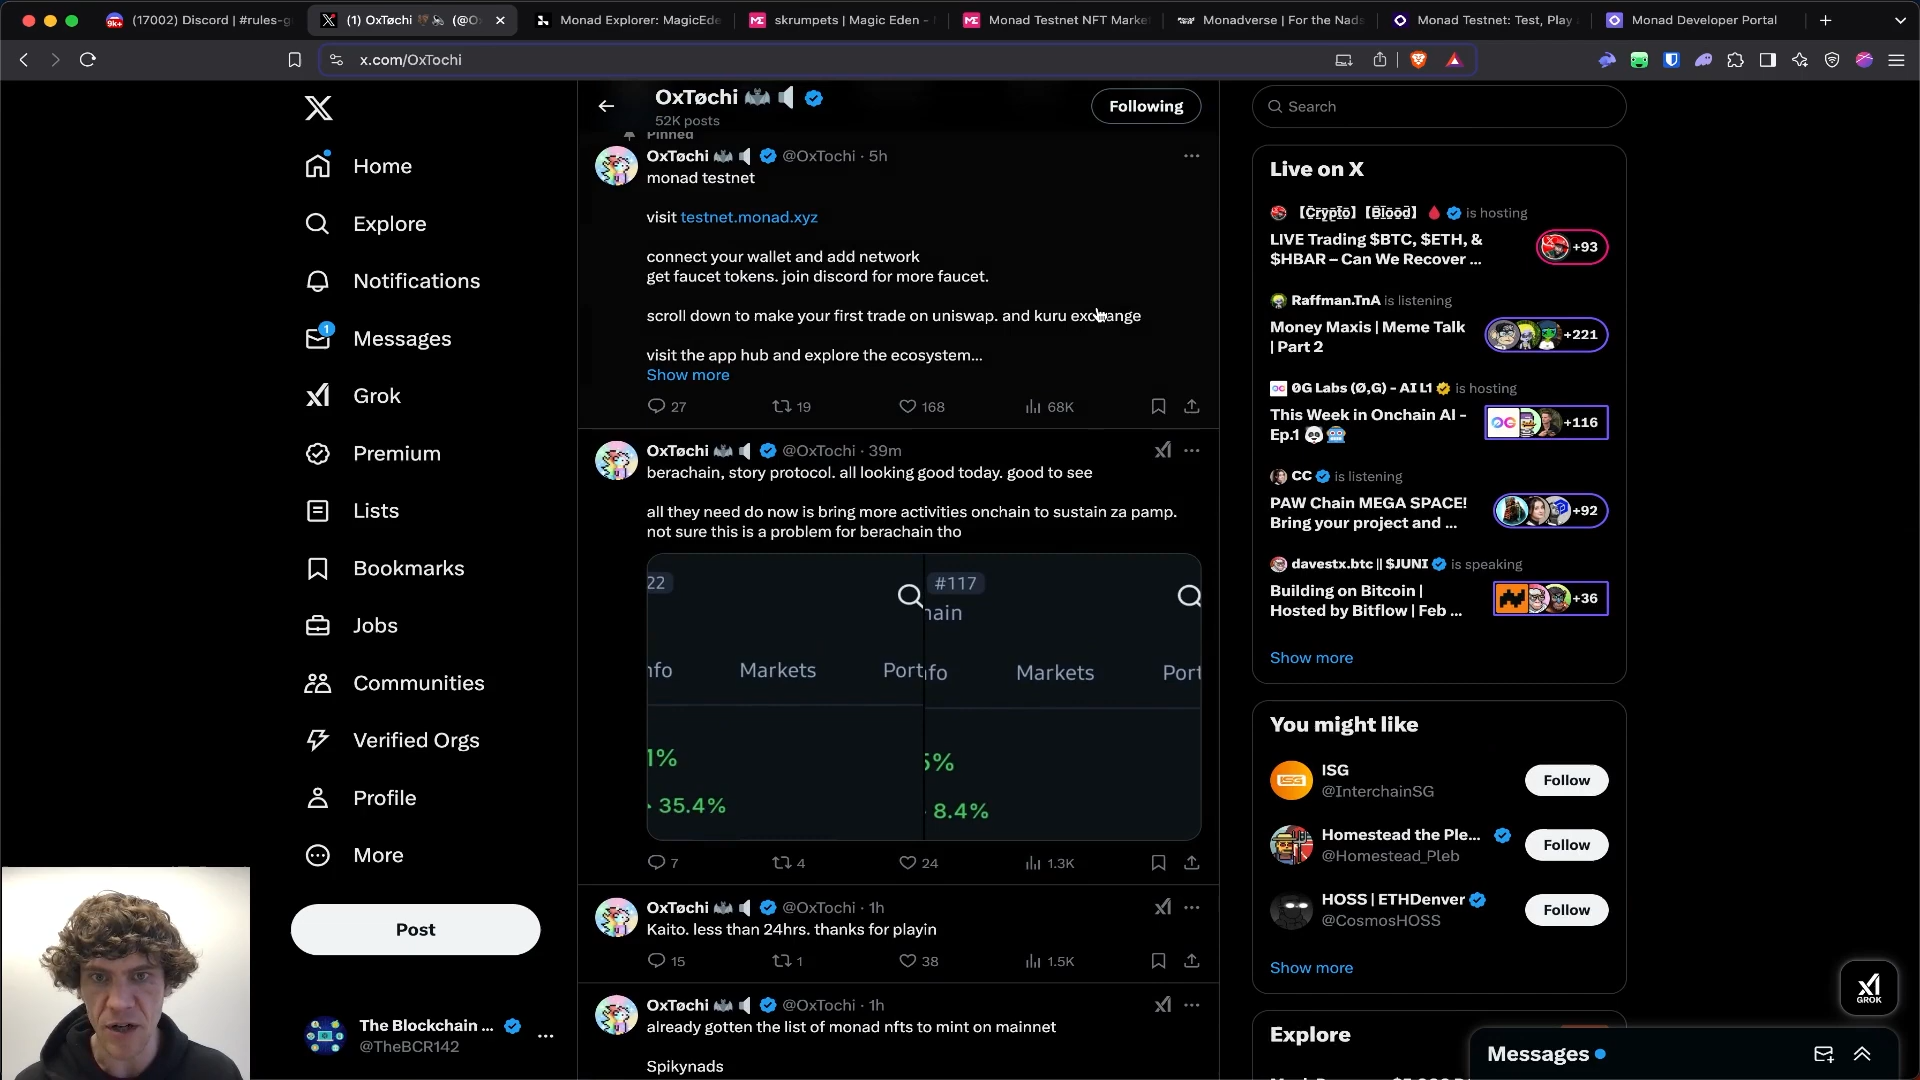 (17002) Discord | #rules-g
(1) OxTøchi
(@O
Monad Explorer: MagicEde
skrumpets | Magic Eden -
Monad Testnet NFT Marke
Monadverse | For the Nads
Monad Testnet: Test, Play
Monad Developer Portal
x.com/OxTochi
Home
Explore
Notifications
1
Messages
Grok
Premium
Lists
Bookmarks
Jobs
Communities
Verified Orgs
Profile
More
Post
The Blockchain ...
@TheBCR142
OxTøchi
52K posts
Following
Pinned
OxTøchi @OxTochi · 5h
monad testnet
visit testnet.monad.xyz
connect your wallet and add network
get faucet tokens. join discord for more faucet.
scroll down to make your first trade on uniswap. and kuru exchange
visit the app hub and explore the ecosystem...
Show more
27 19 168 68K
OxTøchi @OxTochi · 39m
berachain, story protocol. all looking good today. good to see
all they need do now is bring more activities onchain to sustain za pamp.
not sure this is a problem for berachain tho
22
#117
hain
nfo Markets Port
nfo Markets Port
1%
35.4%
5%
8.4%
7 4 24 1.3K
OxTøchi @OxTochi · 1h
Kaito. less than 24hrs. thanks for playin
15 1 38 1.5K
OxTøchi @OxTochi · 1h
already gotten the list of monad nfts to mint on mainnet
Spikynads
Search
Live on X
【C̄r̄ȳp̄t̄ō】【B̄l̄ōōd̄】 is hosting
LIVE Trading $BTC, $ETH, &
$HBAR – Can We Recover ...
+93
Raffman.TnA is listening
Money Maxis | Meme Talk
| Part 2
+221
0G Labs (Ø,G) - AI L1 is hosting
This Week in Onchain AI -
Ep.1
+116
CC is listening
PAW Chain MEGA SPACE!
Bring your project and ...
+92
davestx.btc || $JUNI is speaking
Building on Bitcoin |
Hosted by Bitflow | Feb ...
+36
Show more
You might like
ISG
@InterchainSG
Follow
Homestead the Ple...
@Homestead_Pleb
Follow
HOSS | ETHDenver
@CosmosHOSS
Follow
Show more
Explore
GROK
Messages